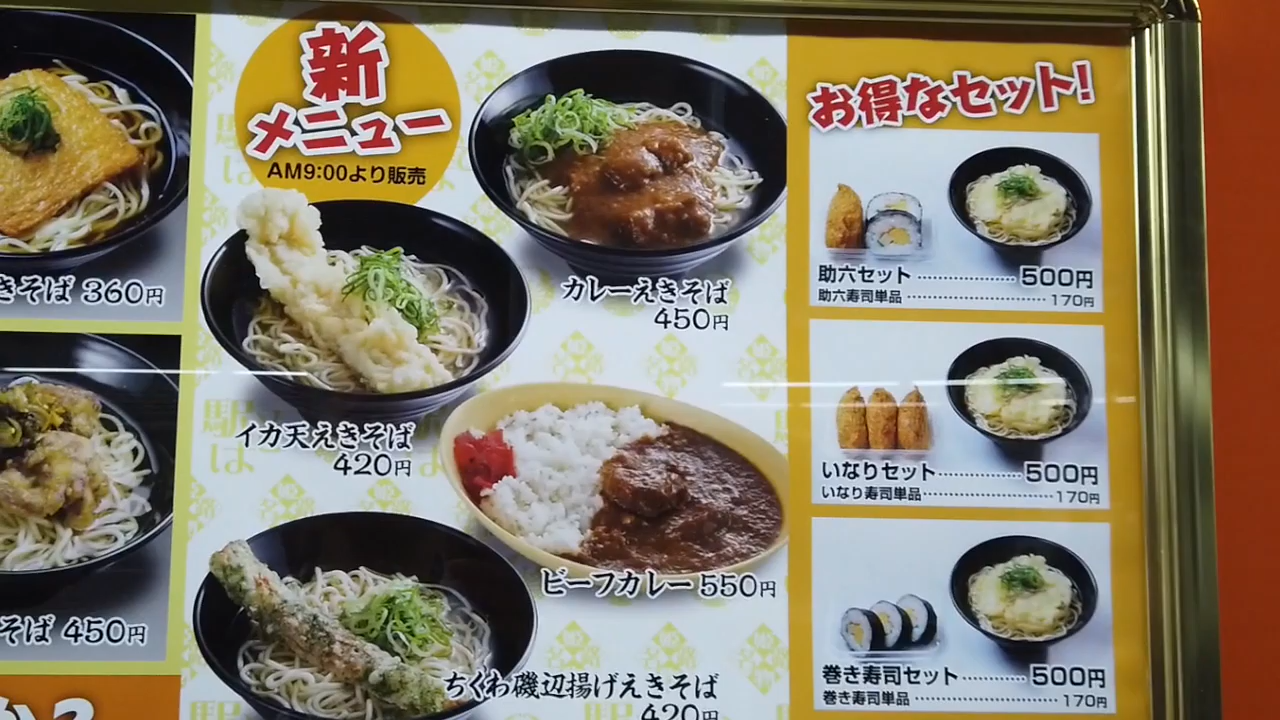 きそば 360円
そば 450円
新
メニュー
AM9:00より販売
カレーえきそば
450円
イカ天えきそば
420円
ビーフカレー 550円
ちくわ磯辺揚げえきそば
420円
お得なセット!
助六セット 500円
助六寿司単品 170円
いなりセット 500円
いなり寿司単品 170円
巻き寿司セット 500円
巻き寿司単品 170円